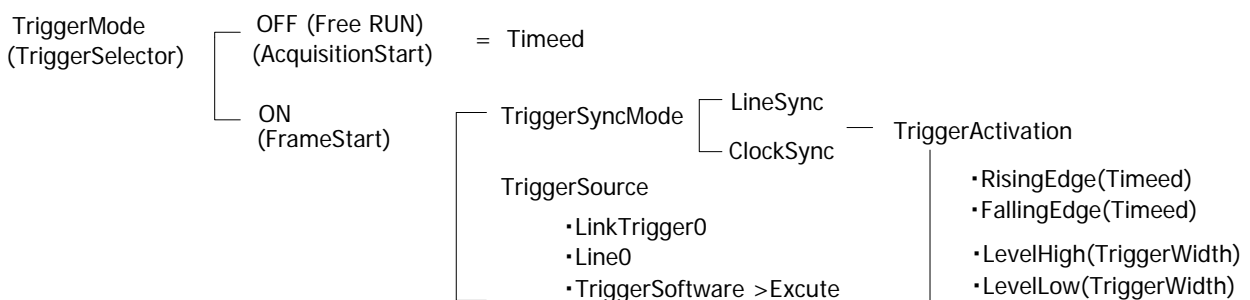 TriggerMode
(TriggerSelector)
OFF (Free RUN)
(AcquisitionStart)
= Timeed
ON
(FrameStart)
TriggerSyncMode
LineSync
ClockSync
TriggerActivation
・RisingEdge(Timeed)
・FallingEdge(Timeed)
・LevelHigh(TriggerWidth)
・LevelLow(TriggerWidth)
TriggerSource
・LinkTrigger0
・Line0
・TriggerSoftware >Excute